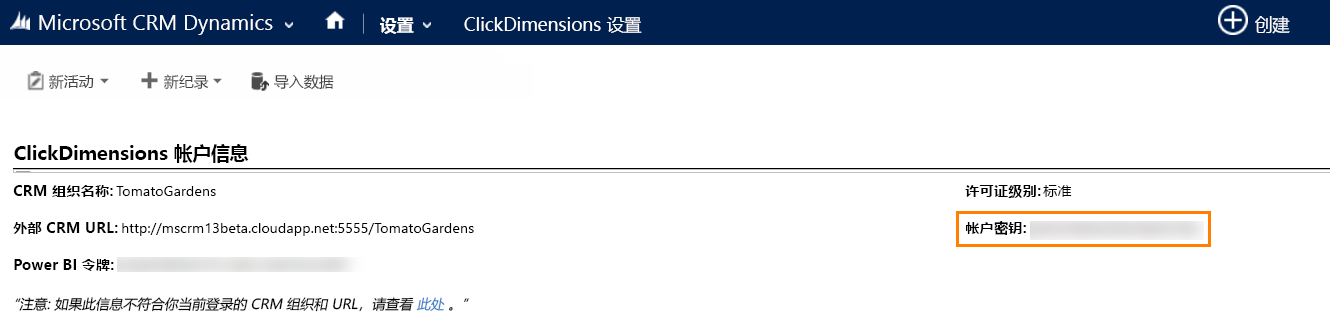 Microsoft CRM Dynamics 设置 ClickDimensions 设置 创建
新活动 新纪录 导入数据
ClickDimensions 帐户信息
CRM 组织名称: TomatoGardens 许可证级别: 标准
外部 CRM URL: http://mscrm13beta.cloudapp.net:5555/TomatoGardens 帐户密钥:
Power BI 令牌:
“注意: 如果此信息不符合你当前登录的 CRM 组织和 URL，请查看 此处 。”